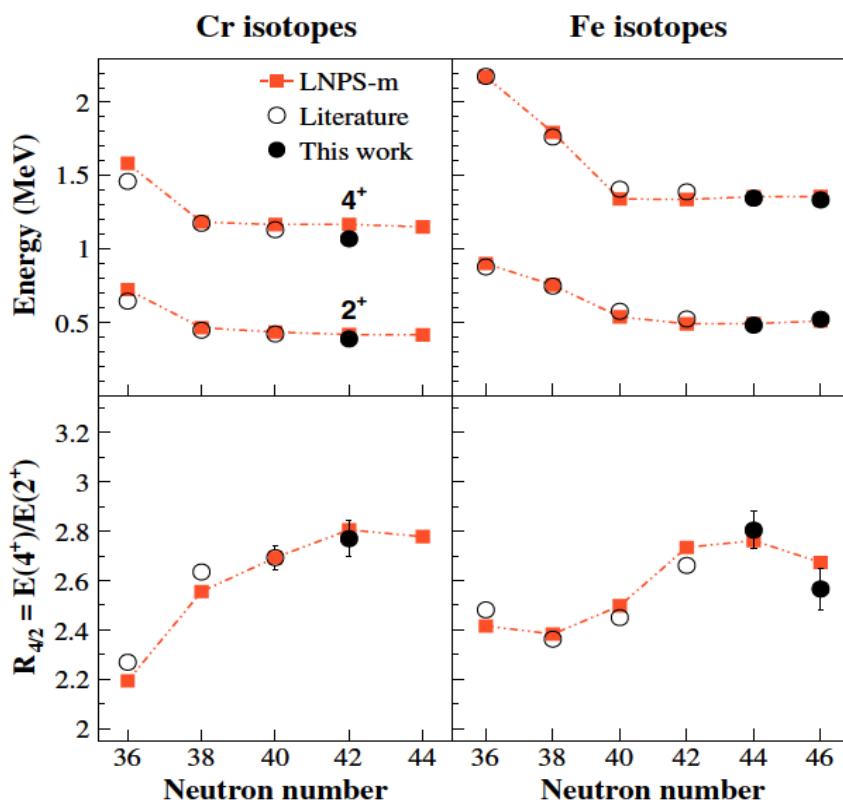 Cr isotopes
Fe isotopes
LNPS-m
Literature
This work
4⁺
2⁺
Energy (MeV)
2
1.5
1
0.5
R₄/₂ = E(4⁺)/E(2⁺)
3.2
3
2.8
2.6
2.4
2.2
2
36 38 40 42 44
36 38 40 42 44 46
Neutron number
Neutron number